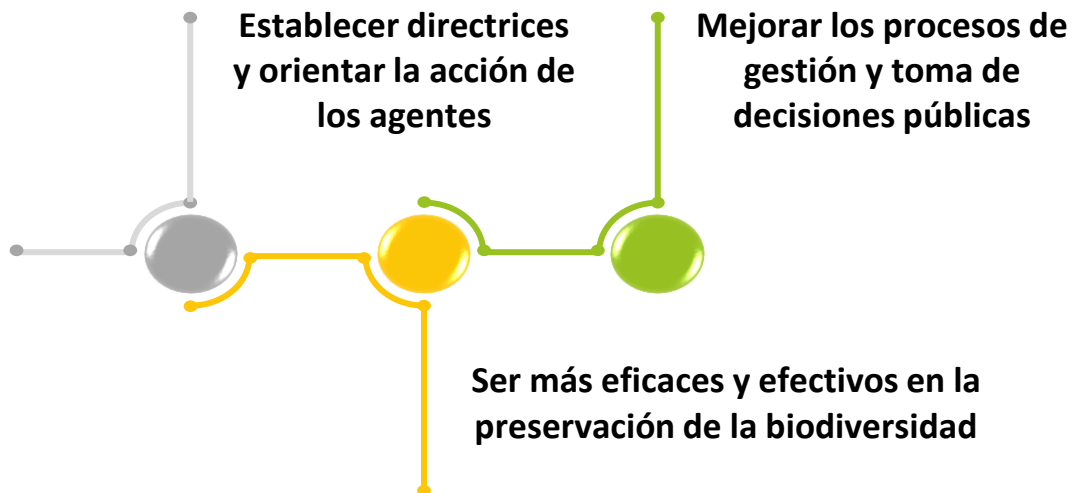 Establecer directrices
y orientar la acción de
los agentes
Mejorar los procesos de
gestión y toma de
decisiones públicas
Ser más eficaces y efectivos en la
preservación de la biodiversidad